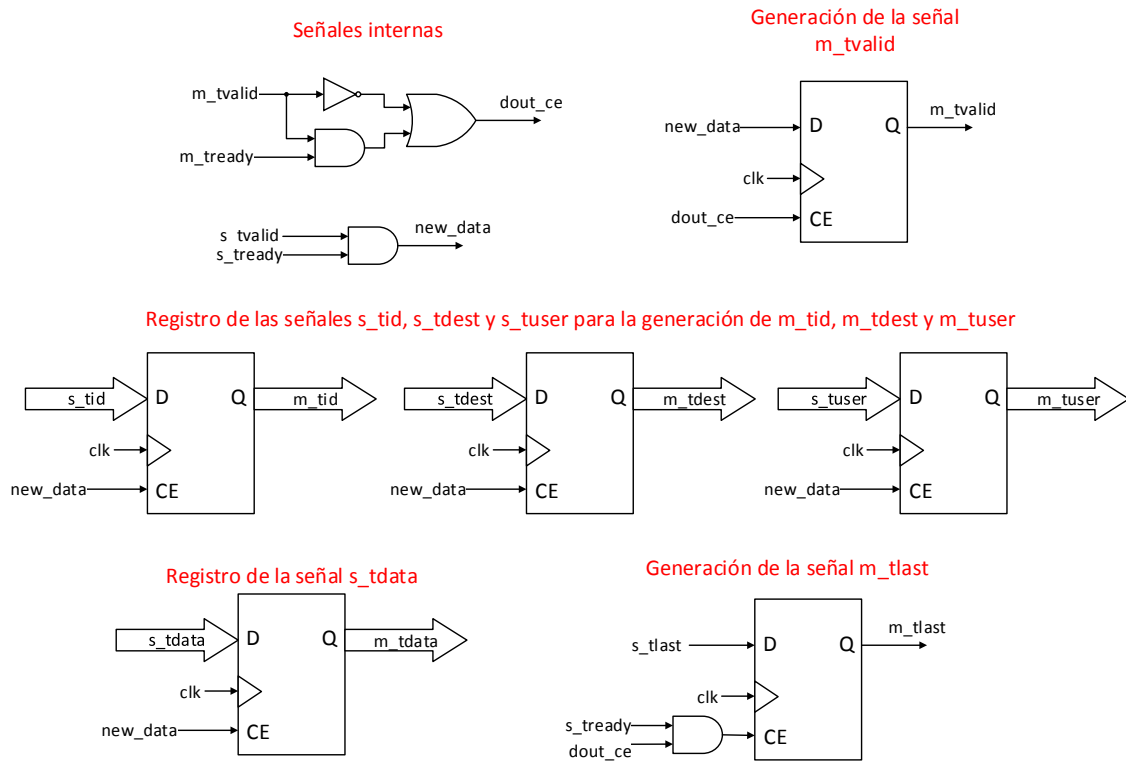 Señales internas
m_tvalid
m_tready
dout_ce
s_tvalid
s_tready
new_data
Generación de la señal
m_tvalid
new_data
D
Q
m_tvalid
clk
dout_ce
CE
Registro de las señales s_tid, s_tdest y s_tuser para la generación de m_tid, m_tdest y m_tuser
s_tid
D
Q
m_tid
clk
new_data
CE
s_tdest
D
Q
m_tdest
clk
new_data
CE
s_tuser
D
Q
m_tuser
clk
new_data
CE
Registro de la señal s_tdata
s_tdata
D
Q
m_tdata
clk
new_data
CE
Generación de la señal m_tlast
s_tlast
D
Q
m_tlast
clk
s_tready
dout_ce
CE